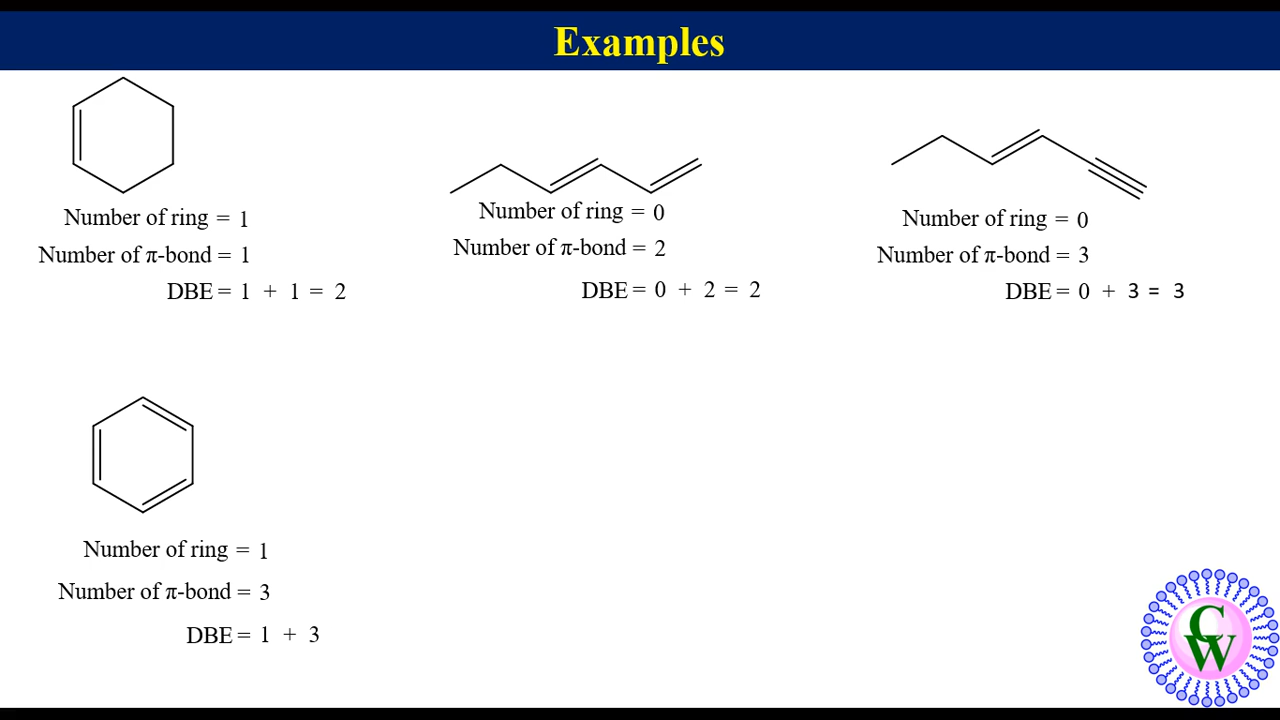 Examples
Number of ring = 1
Number of π-bond = 1
DBE = 1 + 1 = 2
Number of ring = 0
Number of π-bond = 2
DBE = 0 + 2 = 2
Number of ring = 0
Number of π-bond = 3
DBE = 0 + 3 = 3
Number of ring = 1
Number of π-bond = 3
DBE = 1 + 3
C
W